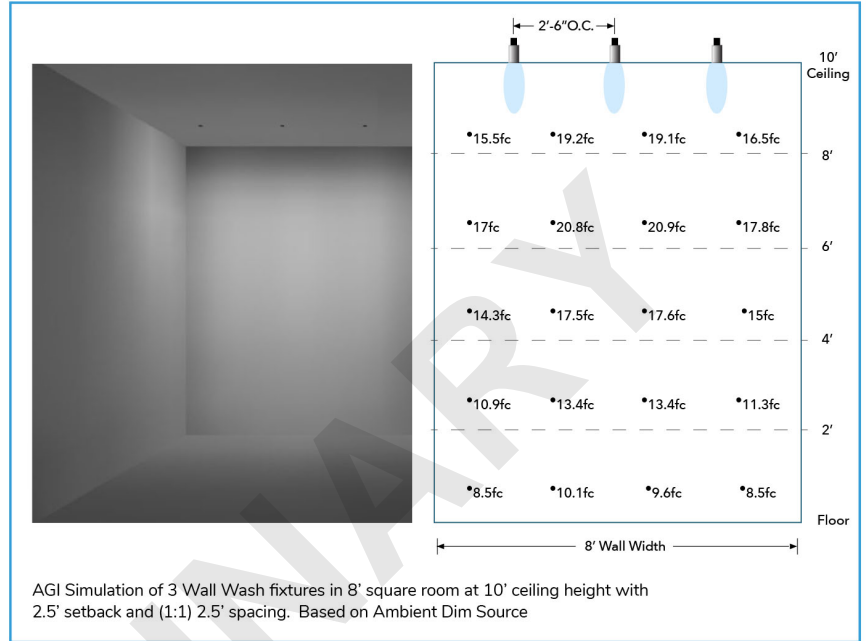 2'-6"O.C.
10'
Ceiling
15.5fc 19.2fc 19.1fc 16.5fc
8'
17fc 20.8fc 20.9fc 17.8fc
6'
14.3fc 17.5fc 17.6fc 15fc
4'
10.9fc 13.4fc 13.4fc 11.3fc
2'
8.5fc 10.1fc 9.6fc 8.5fc
Floor
8' Wall Width
AGI Simulation of 3 Wall Wash fixtures in 8' square room at 10' ceiling height with
2.5' setback and (1:1) 2.5' spacing. Based on Ambient Dim Source